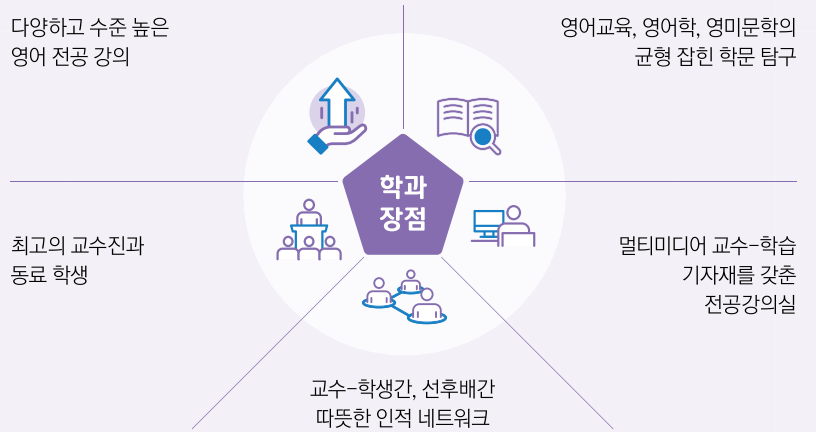 다양하고 수준 높은
영어 전공 강의
영어교육, 영어학, 영미문학의
균형 잡힌 학문 탐구
학과
장점
최고의 교수진과
동료 학생
멀티미디어 교수-학습
기자재를 갖춘
전공강의실
교수-학생간, 선후배간
따뜻한 인적 네트워크